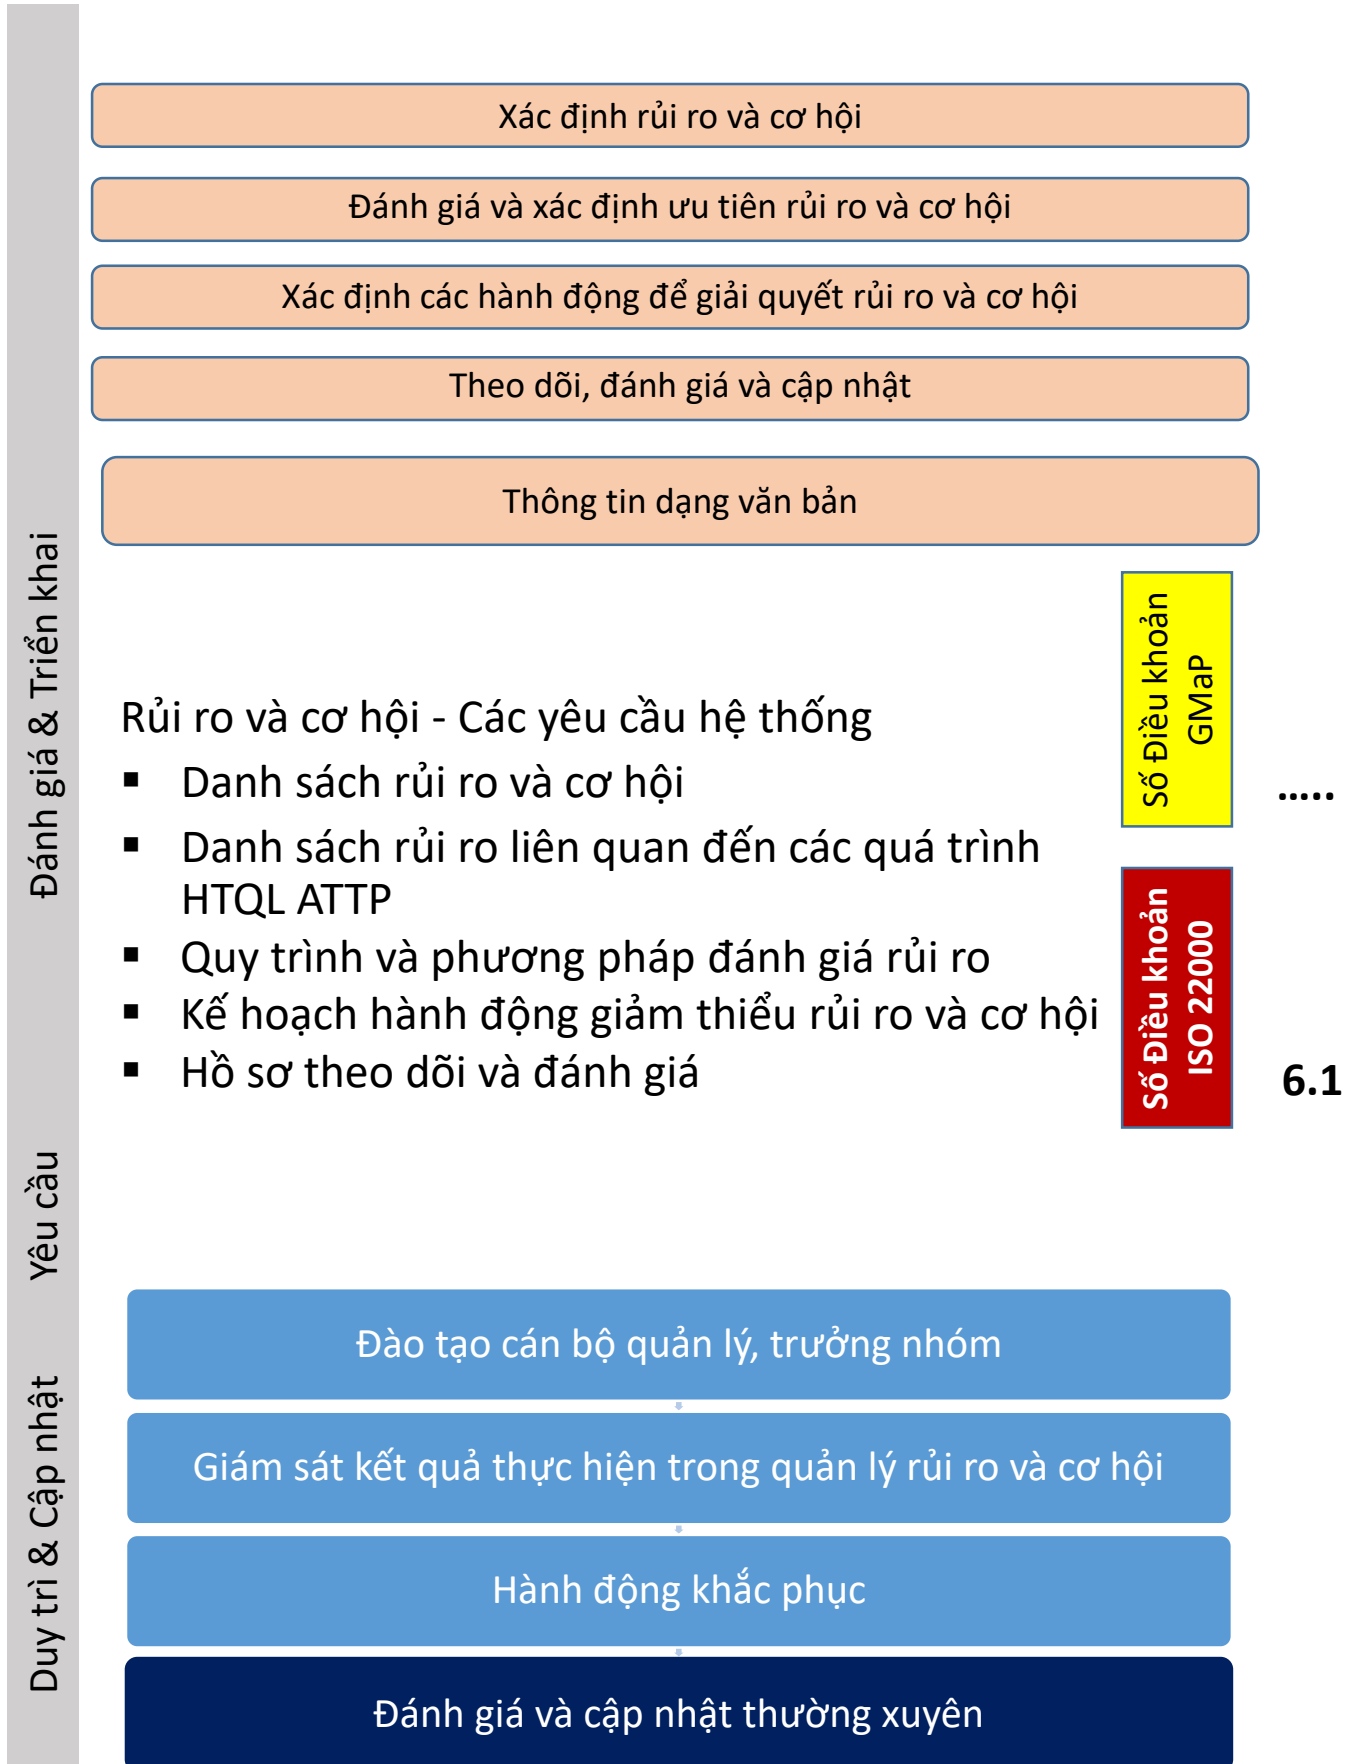 Xác định rủi ro và cơ hội
Đánh giá và xác định ưu tiên rủi ro và cơ hội
Xác định các hành động để giải quyết rủi ro và cơ hội
Theo dõi, đánh giá và cập nhật
Thông tin dạng văn bản
Đánh giá & Triển khai
Rủi ro và cơ hội - Các yêu cầu hệ thống
▪ Danh sách rủi ro và cơ hội
▪ Danh sách rủi ro liên quan đến các quá trình
HTQL ATTP
▪ Quy trình và phương pháp đánh giá rủi ro
▪ Kế hoạch hành động giảm thiểu rủi ro và cơ hội
▪ Hồ sơ theo dõi và đánh giá
Số Điều khoản
GMaP
.....
Số Điều khoản
ISO 22000
6.1
Yêu cầu
Đào tạo cán bộ quản lý, trưởng nhóm
Giám sát kết quả thực hiện trong quản lý rủi ro và cơ hội
Hành động khắc phục
Đánh giá và cập nhật thường xuyên
Duy trì & Cập nhật